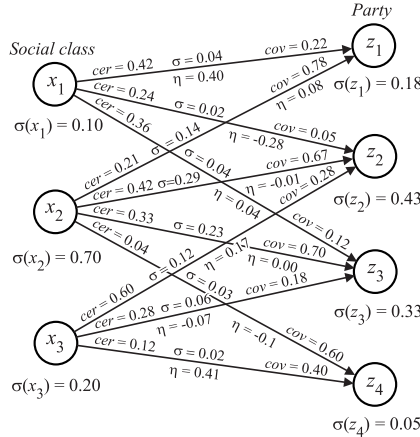 Party
Social class
x1
σ(x1) = 0.10
x2
σ(x2) = 0.70
x3
σ(x3) = 0.20
z1
σ(z1) = 0.18
z2
σ(z2) = 0.43
z3
σ(z3) = 0.33
z4
σ(z4) = 0.05
cer = 0.42 σ = 0.04 cov = 0.22
η = 0.40
cer = 0.24 σ = 0.02 cov = 0.05
η = -0.28
cer = 0.36 σ = 0.04 cov = 0.12
η = 0.04
cer = 0.21 σ = 0.14 cov = 0.78
η = 0.08
cer = 0.42 σ=0.29 cov = 0.67
η = -0.01
cer = 0.33 σ = 0.23 cov = 0.70
η = 0.00
cer = 0.04 σ = 0.03 cov = 0.60
η = -0.1
cer = 0.60 σ = 0.12 cov = 0.28
η = 0.17
cer = 0.28 σ = 0.06 cov = 0.18
η = -0.07
cer = 0.12 σ = 0.02 cov = 0.40
η = 0.41